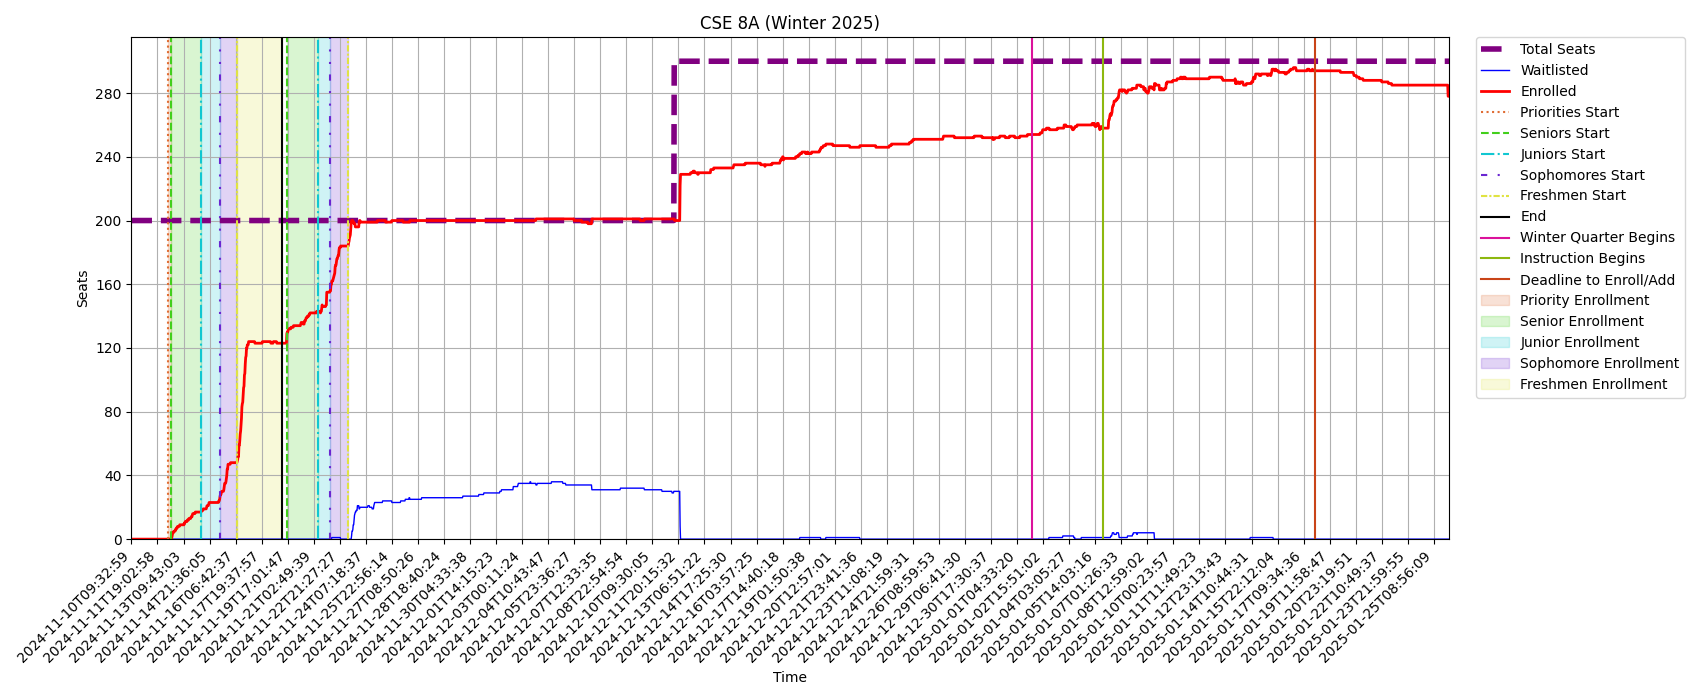 CSE 8A (Winter 2025)
Seats
280
240
200
160
120
80
40
0
2024-11-10T09:32:59
2024-11-11T19:02:58
2024-11-13T09:43:03
2024-11-14T21:36:05
2024-11-16T06:42:37
2024-11-17T19:37:57
2024-11-19T17:01:47
2024-11-21T02:49:39
2024-11-22T21:27:27
2024-11-24T07:18:37
2024-11-25T22:56:14
2024-11-27T08:50:26
2024-11-28T18:40:24
2024-11-30T04:33:38
2024-12-01T14:15:23
2024-12-03T00:11:24
2024-12-04T10:43:47
2024-12-05T23:36:27
2024-12-07T12:33:35
2024-12-08T22:54:54
2024-12-10T09:30:05
2024-12-11T20:15:32
2024-12-13T06:51:22
2024-12-14T17:25:30
2024-12-16T03:57:25
2024-12-17T14:40:18
2024-12-19T01:50:38
2024-12-20T12:57:01
2024-12-21T23:41:36
2024-12-23T11:08:19
2024-12-24T21:59:31
2024-12-26T08:59:53
2024-12-29T06:41:30
2024-12-30T17:30:37
2025-01-01T04:33:20
2025-01-02T15:51:02
2025-01-04T03:05:27
2025-01-05T14:03:16
2025-01-07T01:26:33
2025-01-08T12:59:02
2025-01-10T00:23:57
2025-01-11T11:49:23
2025-01-12T23:13:43
2025-01-14T10:44:31
2025-01-15T22:12:04
2025-01-17T09:34:36
2025-01-19T11:58:47
2025-01-20T23:19:51
2025-01-22T10:49:37
2025-01-23T21:59:55
2025-01-25T08:56:09
Time
Total Seats
Waitlisted
Enrolled
Priorities Start
Seniors Start
Juniors Start
Sophomores Start
Freshmen Start
End
Winter Quarter Begins
Instruction Begins
Deadline to Enroll/Add
Priority Enrollment
Senior Enrollment
Junior Enrollment
Sophomore Enrollment
Freshmen Enrollment